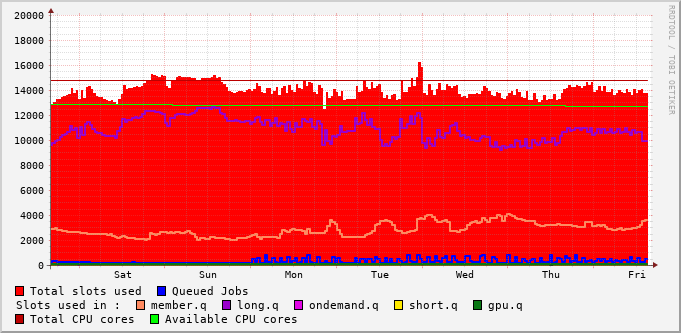 RRDTOOL / TOBI OETIKER
20000
18000
16000
14000
12000
10000
8000
6000
4000
2000
0
Sat Sun Mon Tue Wed Thu Fri
Total slots used Queued Jobs
Slots used in : member.q long.q ondemand.q short.q gpu.q
Total CPU cores Available CPU cores